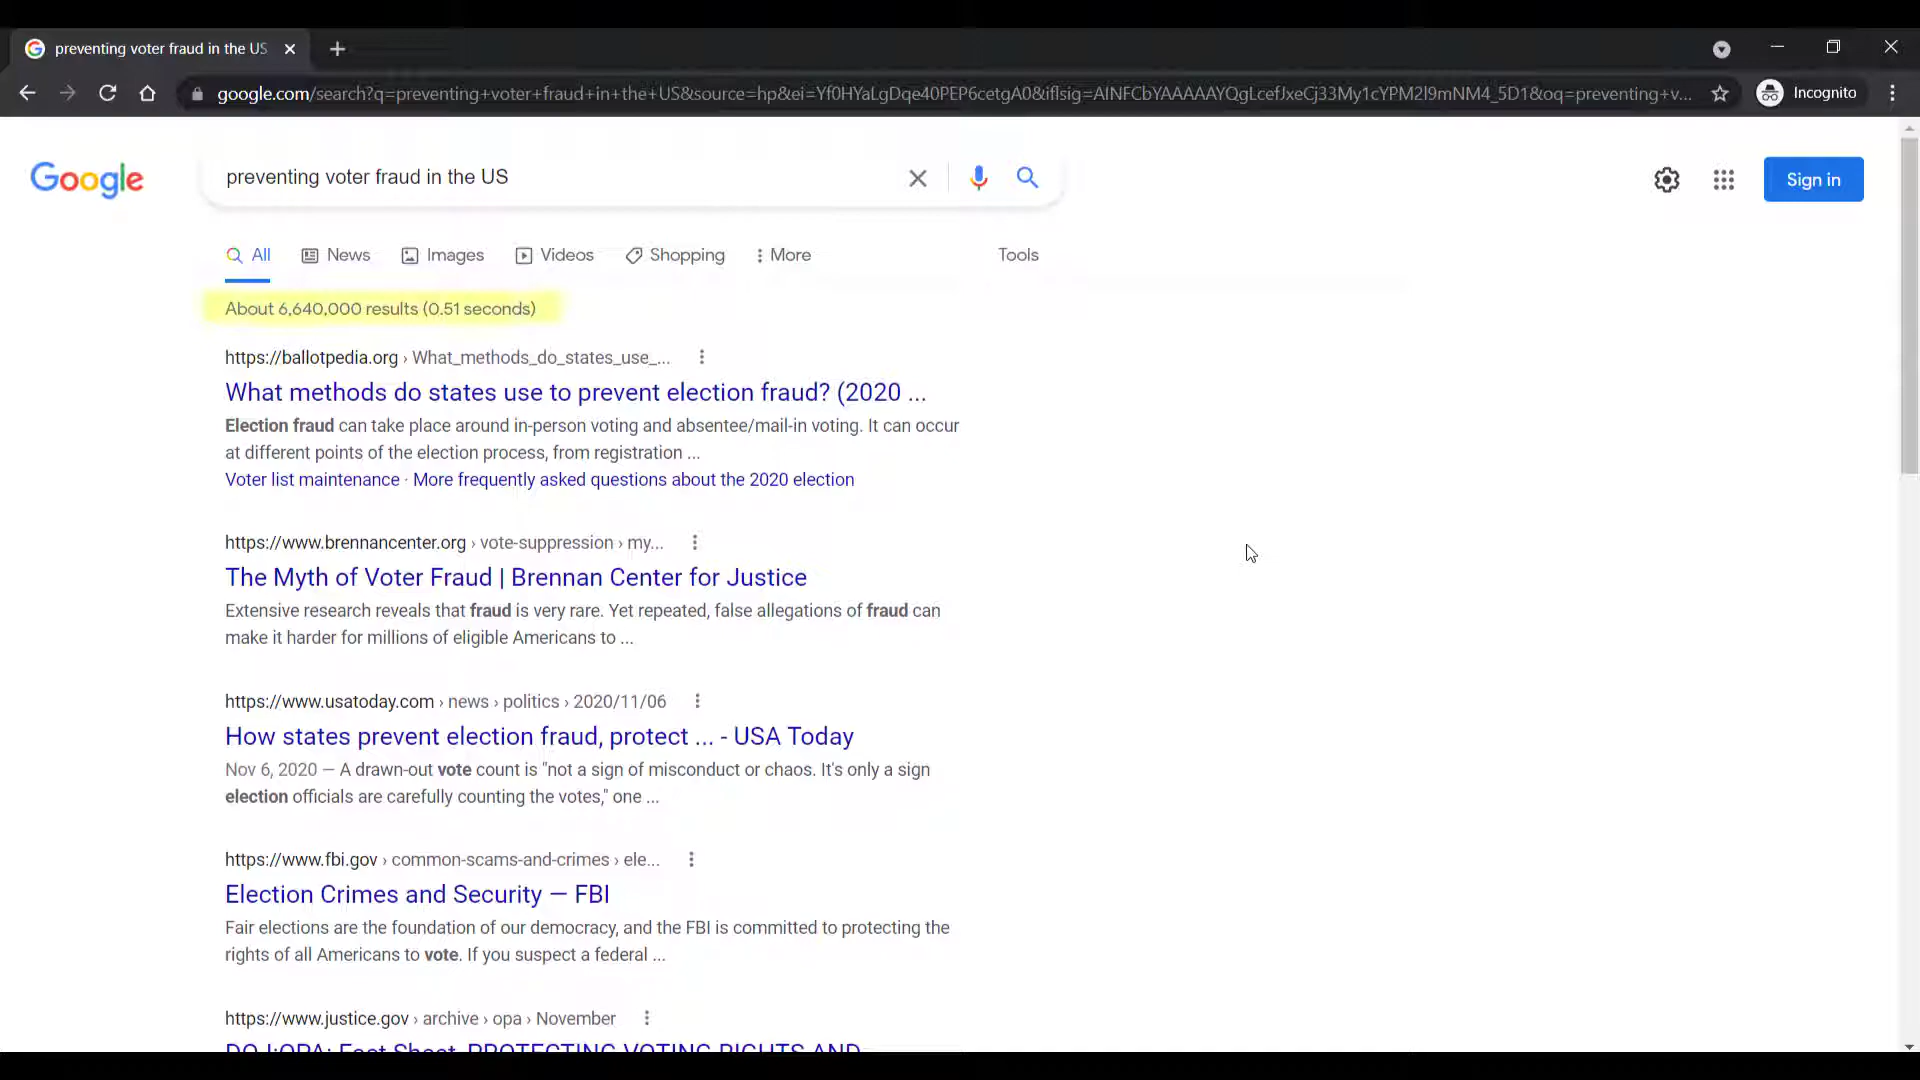 preventing voter fraud in the US
google.com/search?q=preventing+voter+fraud+in+the+US&source=hp&ei=Yf0HYaLgDqe40PEP6cetgA0&iflsig=AINFCbYAAAAAYQgLcefJxeCj33My1cYPM2l9mNM4_5D1&oq=preventing+v...
Incognito
Google
preventing voter fraud in the US
Sign in
All
News
Images
Videos
Shopping
More
Tools
About 6,640,000 results (0.51 seconds)
https://ballotpedia.org › What_methods_do_states_use_...
What methods do states use to prevent election fraud? (2020 ...
Election fraud can take place around in-person voting and absentee/mail-in voting. It can occur
at different points of the election process, from registration ...
Voter list maintenance · More frequently asked questions about the 2020 election
https://www.brennancenter.org › vote-suppression › my...
The Myth of Voter Fraud | Brennan Center for Justice
Extensive research reveals that fraud is very rare. Yet repeated, false allegations of fraud can
make it harder for millions of eligible Americans to ...
https://www.usatoday.com › news › politics › 2020/11/06
How states prevent election fraud, protect ... - USA Today
Nov 6, 2020 — A drawn-out vote count is "not a sign of misconduct or chaos. It's only a sign
election officials are carefully counting the votes," one ...
https://www.fbi.gov › common-scams-and-crimes › ele...
Election Crimes and Security — FBI
Fair elections are the foundation of our democracy, and the FBI is committed to protecting the
rights of all Americans to vote. If you suspect a federal ...
https://www.justice.gov › archive › opa › November
DOJ:OPA: Fact Sheet, PROTECTING VOTING RIGHTS AND